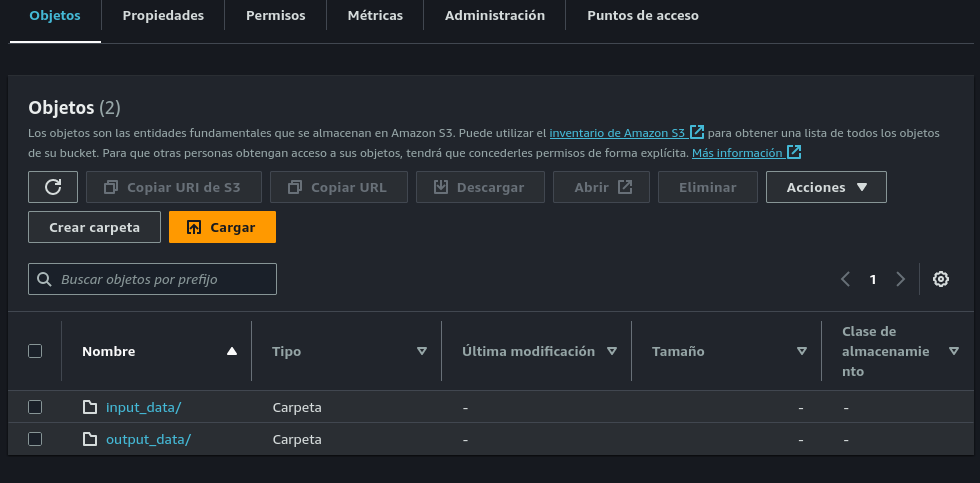 Objetos Propiedades Permisos Métricas Administración Puntos de acceso
Objetos (2)
Los objetos son las entidades fundamentales que se almacenan en Amazon S3. Puede utilizar el inventario de Amazon S3 para obtener una lista de todos los objetos
de su bucket. Para que otras personas obtengan acceso a sus objetos, tendrá que concederles permisos de forma explícita. Más información
Copiar URI de S3 Copiar URL Descargar Abrir Eliminar Acciones
Crear carpeta Cargar
Buscar objetos por prefijo 1
Nombre Tipo Última modificación Tamaño Clase de
almacenamie
nto
input_data/ Carpeta - - -
output_data/ Carpeta - - -